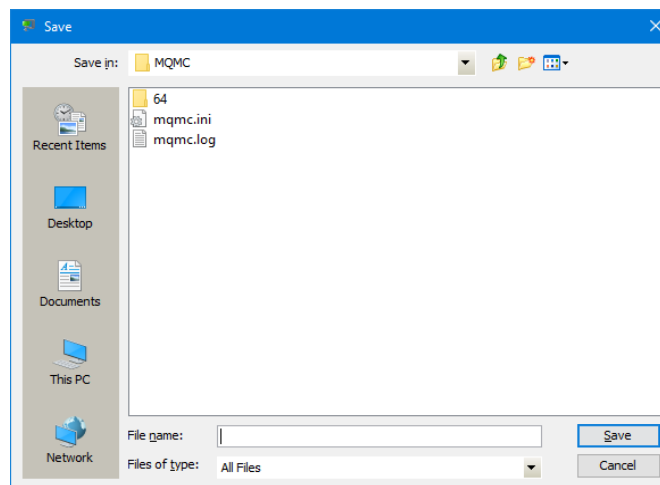 Save
Save in: MQMC
64
mqmc.ini
mqmc.log
Recent Items
Desktop
Documents
This PC
Network
File name: Save
Files of type: All Files Cancel